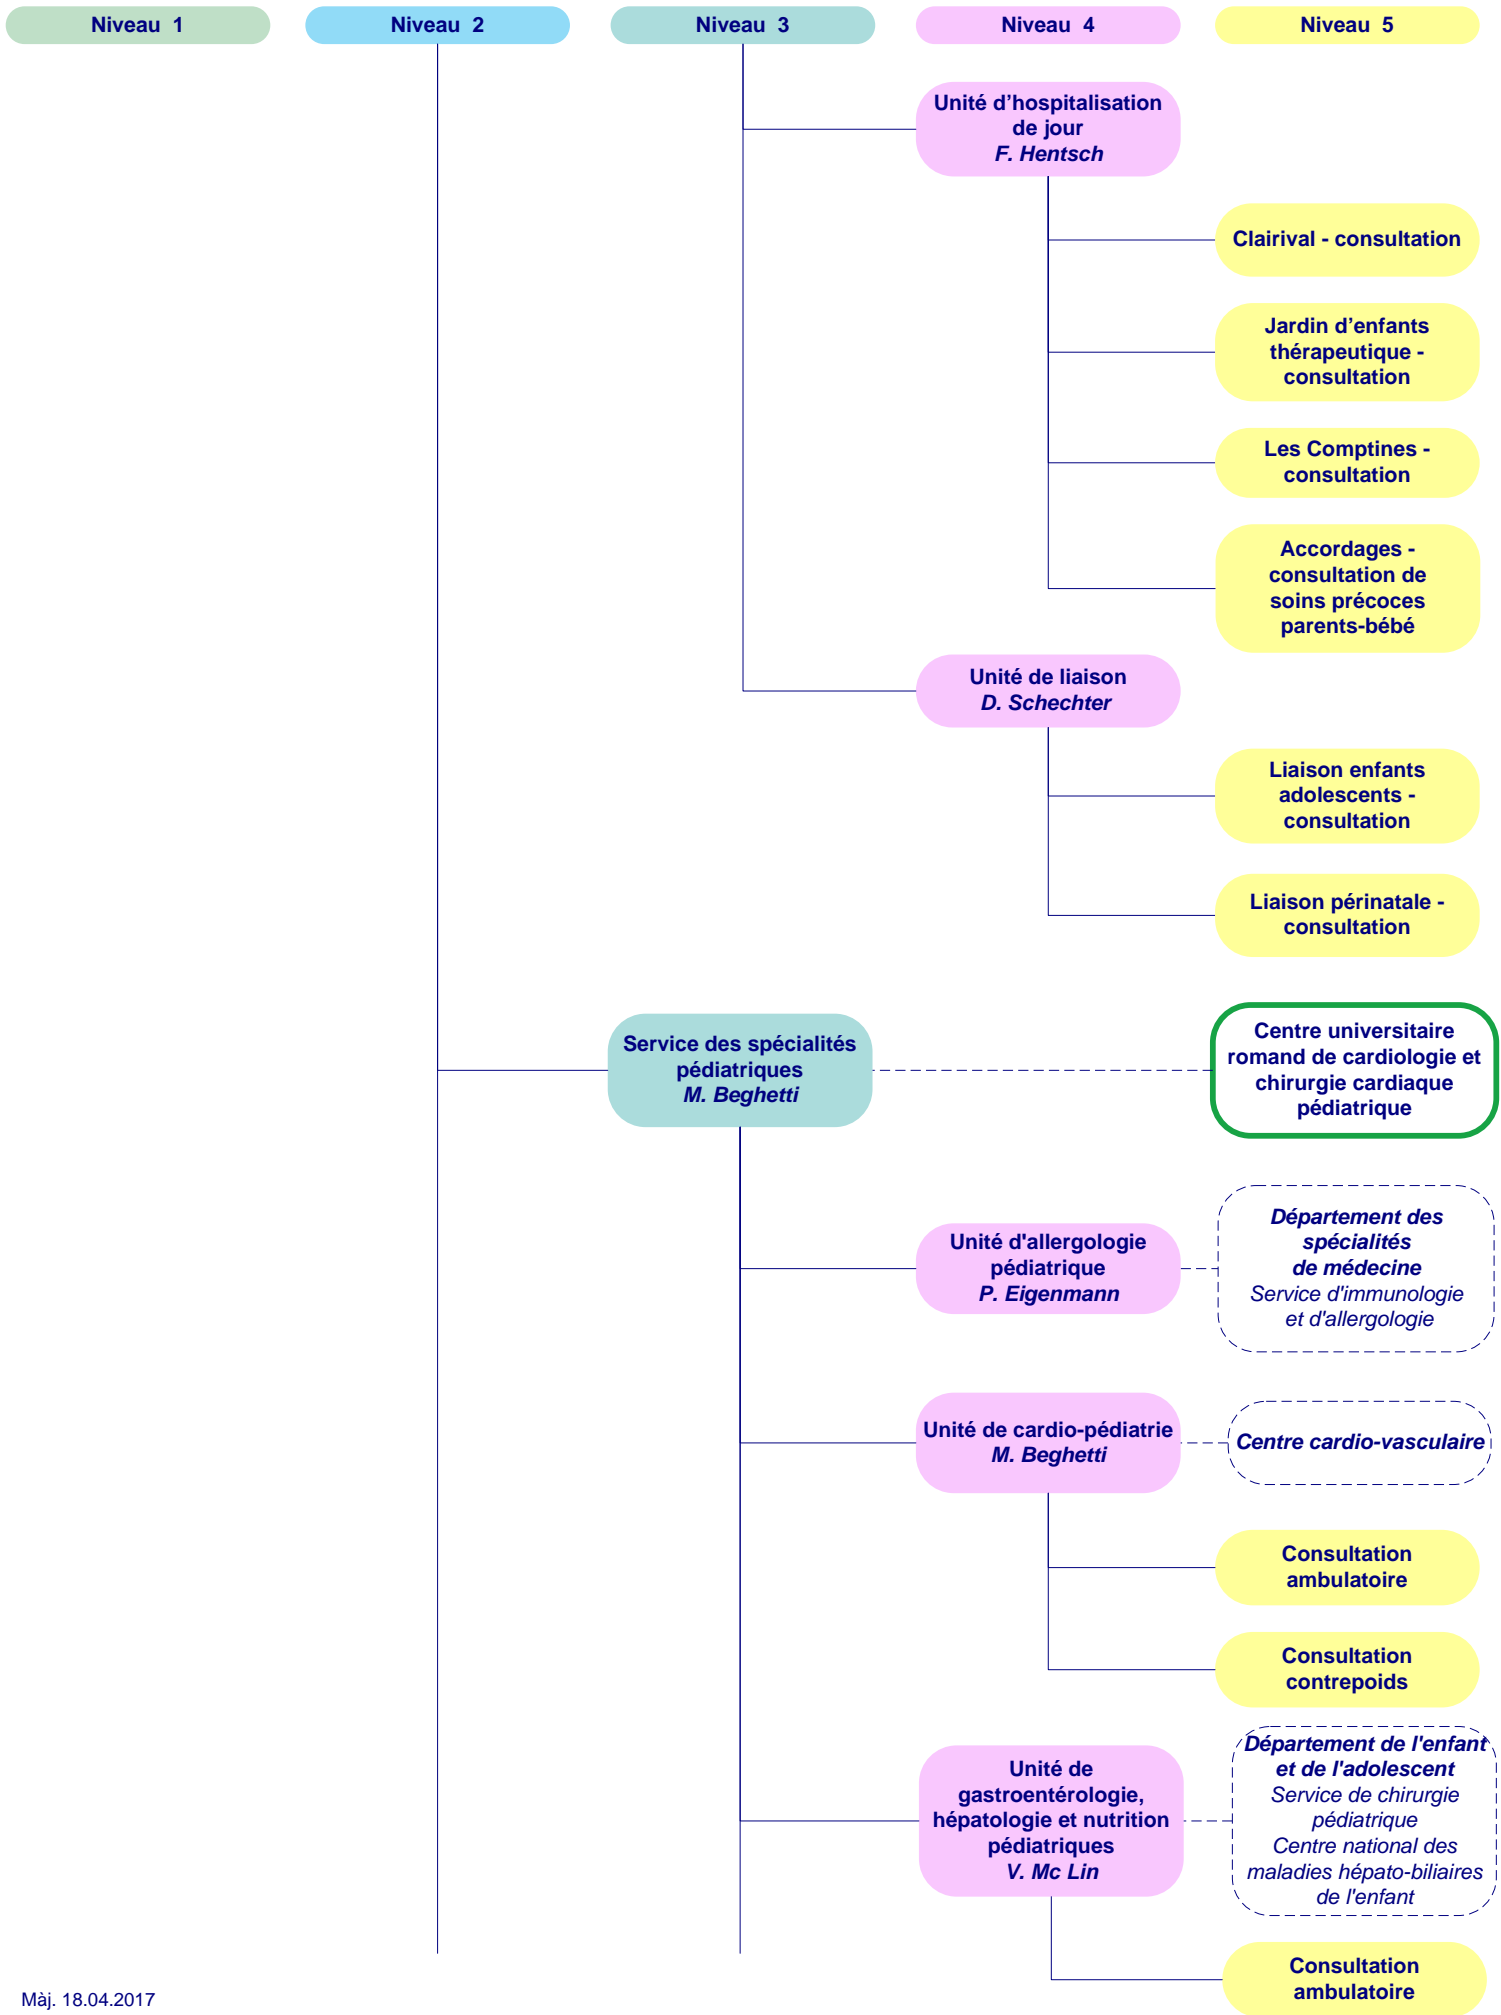 Niveau 1
Niveau 2
Niveau 3
Niveau 4
Niveau 5
Unité d’hospitalisation
de jour
F. Hentsch
Clairival - consultation
Jardin d’enfants
thérapeutique -
consultation
Les Comptines -
consultation
Accordages -
consultation de
soins précoces
parents-bébé
Unité de liaison
D. Schechter
Liaison enfants
adolescents -
consultation
Liaison périnatale -
consultation
Service des spécialités
pédiatriques
M. Beghetti
Centre universitaire
romand de cardiologie et
chirurgie cardiaque
pédiatrique
Unité d'allergologie
pédiatrique
P. Eigenmann
Département des
spécialités
de médecine
Service d'immunologie
et d'allergologie
Unité de cardio-pédiatrie
M. Beghetti
Centre cardio-vasculaire
Consultation
ambulatoire
Consultation
contrepoids
Unité de
gastroentérologie,
hépatologie et nutrition
pédiatriques
V. Mc Lin
Département de l'enfant
et de l'adolescent
Service de chirurgie
pédiatrique
Centre national des
maladies hépato-biliaires
de l'enfant
Consultation
ambulatoire
Màj. 18.04.2017